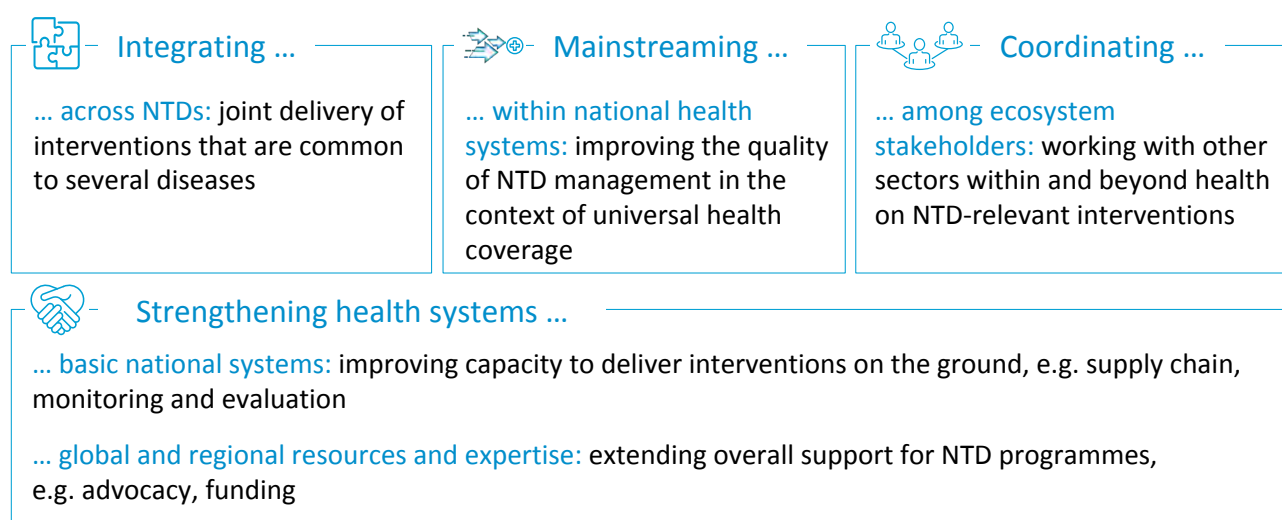 Integrating ...
... across NTDs: joint delivery of
interventions that are common
to several diseases
Mainstreaming ...
... within national health
systems: improving the quality
of NTD management in the
context of universal health
coverage
Coordinating ...
... among ecosystem
stakeholders: working with other
sectors within and beyond health
on NTD-relevant interventions
Strengthening health systems ...
... basic national systems: improving capacity to deliver interventions on the ground, e.g. supply chain,
monitoring and evaluation
... global and regional resources and expertise: extending overall support for NTD programmes,
e.g. advocacy, funding